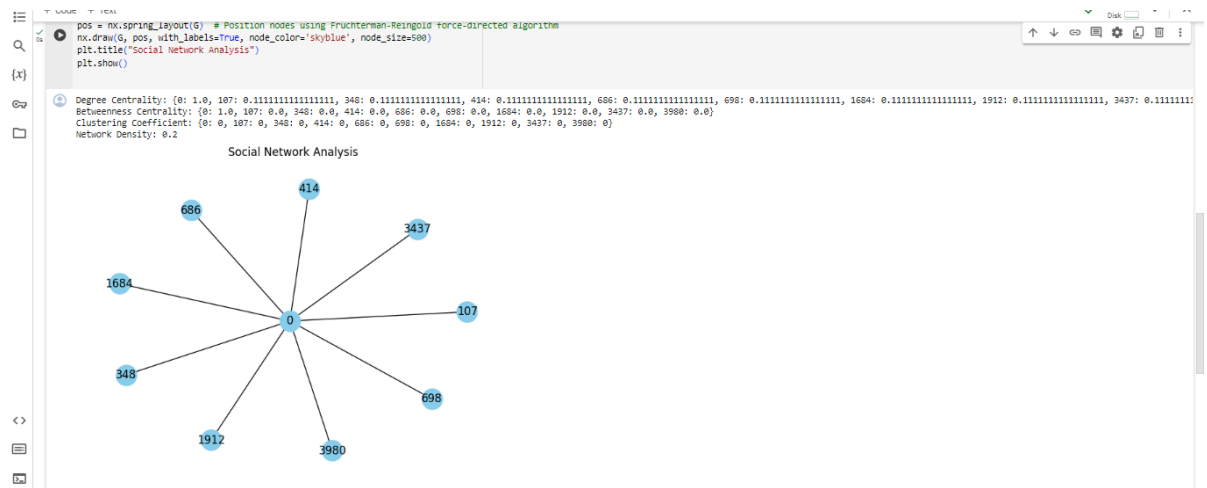 + Code + Text
Disk
pos = nx.spring_layout(G) # Position nodes using Fruchterman-Reingold force-directed algorithm
nx.draw(G, pos, with_labels=True, node_color='skyblue', node_size=500)
plt.title("Social Network Analysis")
plt.show()
0s
{x}
Degree Centrality: {0: 1.0, 107: 0.1111111111111111, 348: 0.1111111111111111, 414: 0.1111111111111111, 686: 0.1111111111111111, 698: 0.1111111111111111, 1684: 0.1111111111111111, 1912: 0.1111111111111111, 3437: 0.11111111
Betweenness Centrality: {0: 1.0, 107: 0.0, 348: 0.0, 414: 0.0, 686: 0.0, 698: 0.0, 1684: 0.0, 1912: 0.0, 3437: 0.0, 3980: 0.0}
Clustering Coefficient: {0: 0, 107: 0, 348: 0, 414: 0, 686: 0, 698: 0, 1684: 0, 1912: 0, 3437: 0, 3980: 0}
Network Density: 0.2
Social Network Analysis
414
686
3437
1684
107
0
348
698
1912
3980
<>